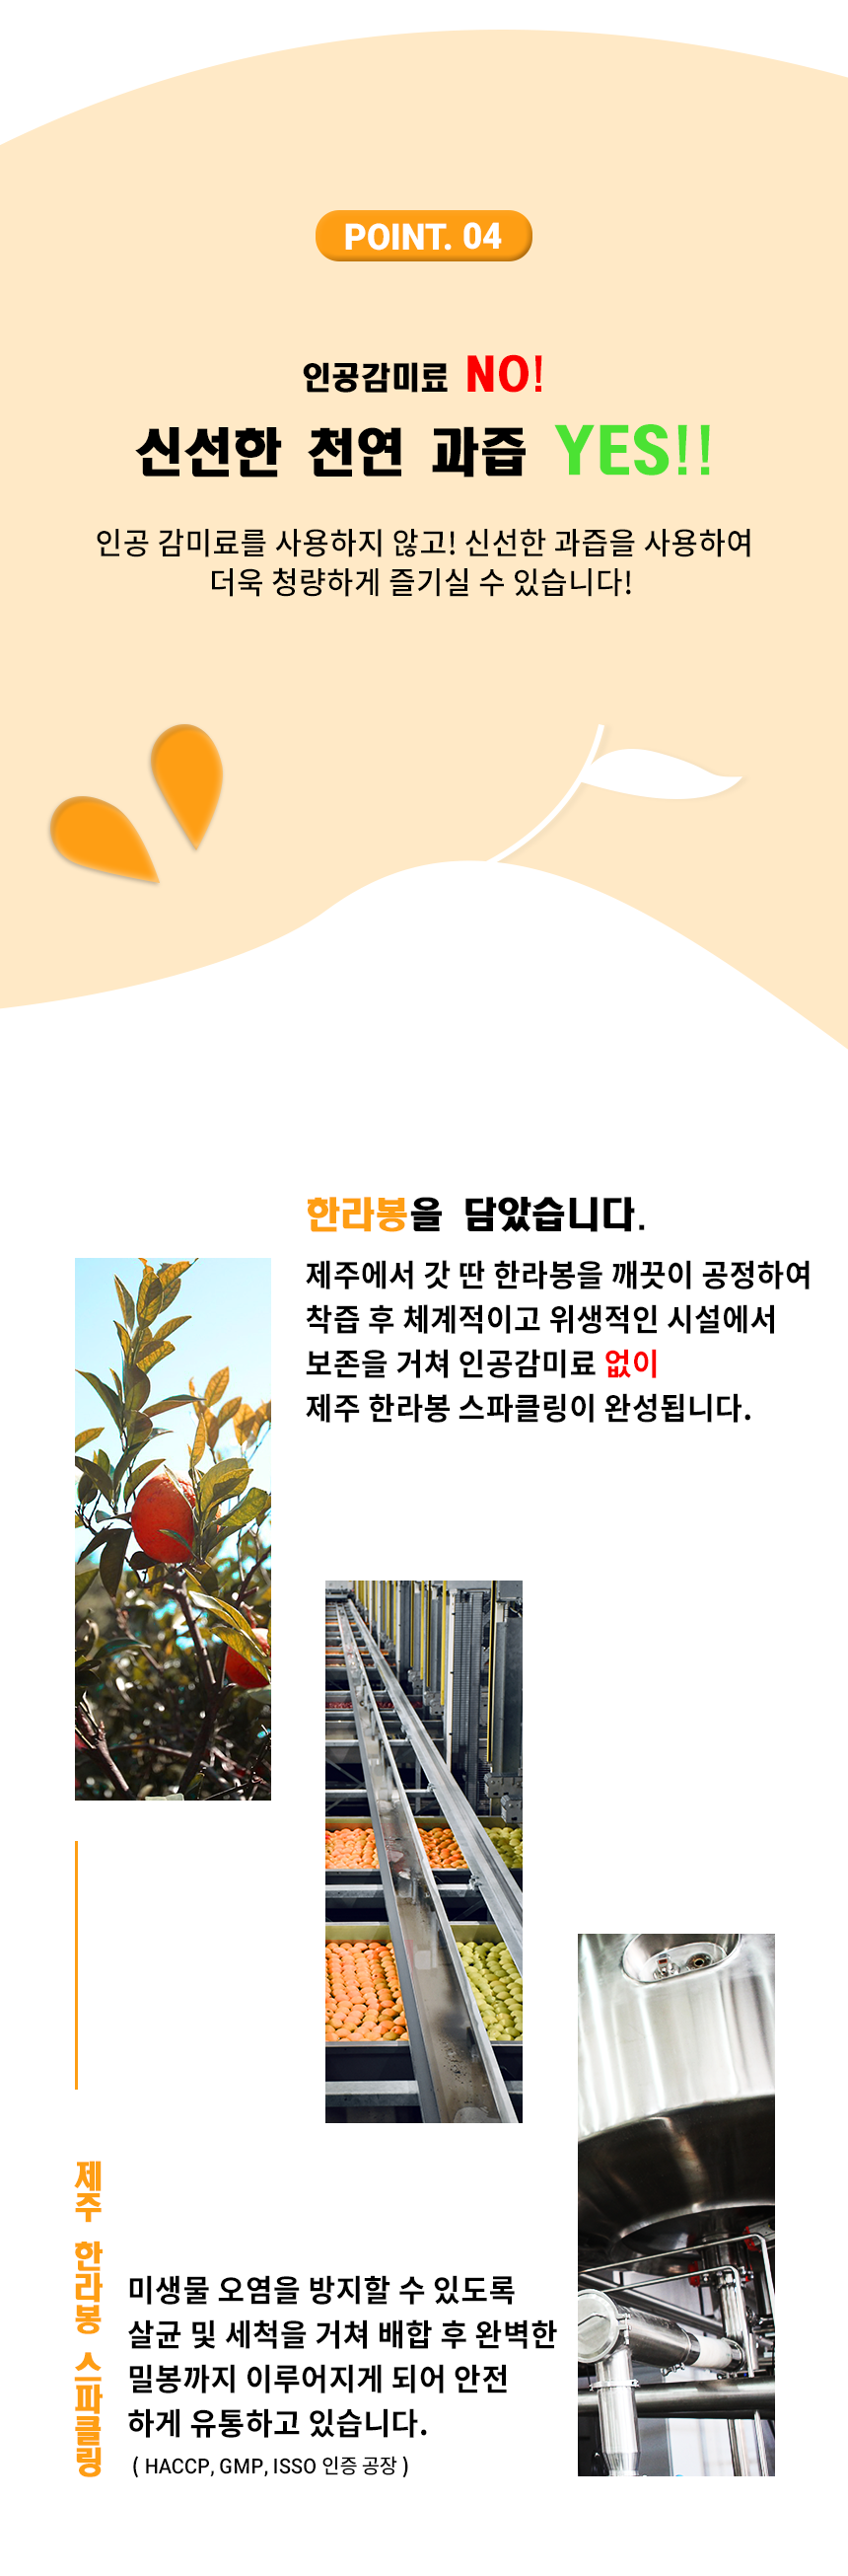 POINT. 04
인공감미료 NO!
신선한 천연 과즙 YES!!
인공 감미료를 사용하지 않고! 신선한 과즙을 사용하여
더욱 청량하게 즐기실 수 있습니다!
한라봉을 담았습니다.
제주에서 갓 딴 한라봉을 깨끗이 공정하여
착즙 후 체계적이고 위생적인 시설에서
보존을 거쳐 인공감미료 없이
제주 한라봉 스파클링이 완성됩니다.
제주 한라봉 스파클링
미생물 오염을 방지할 수 있도록
살균 및 세척을 거쳐 배합 후 완벽한
밀봉까지 이루어지게 되어 안전
하게 유통하고 있습니다.
( HACCP, GMP, ISSO 인증 공장 )